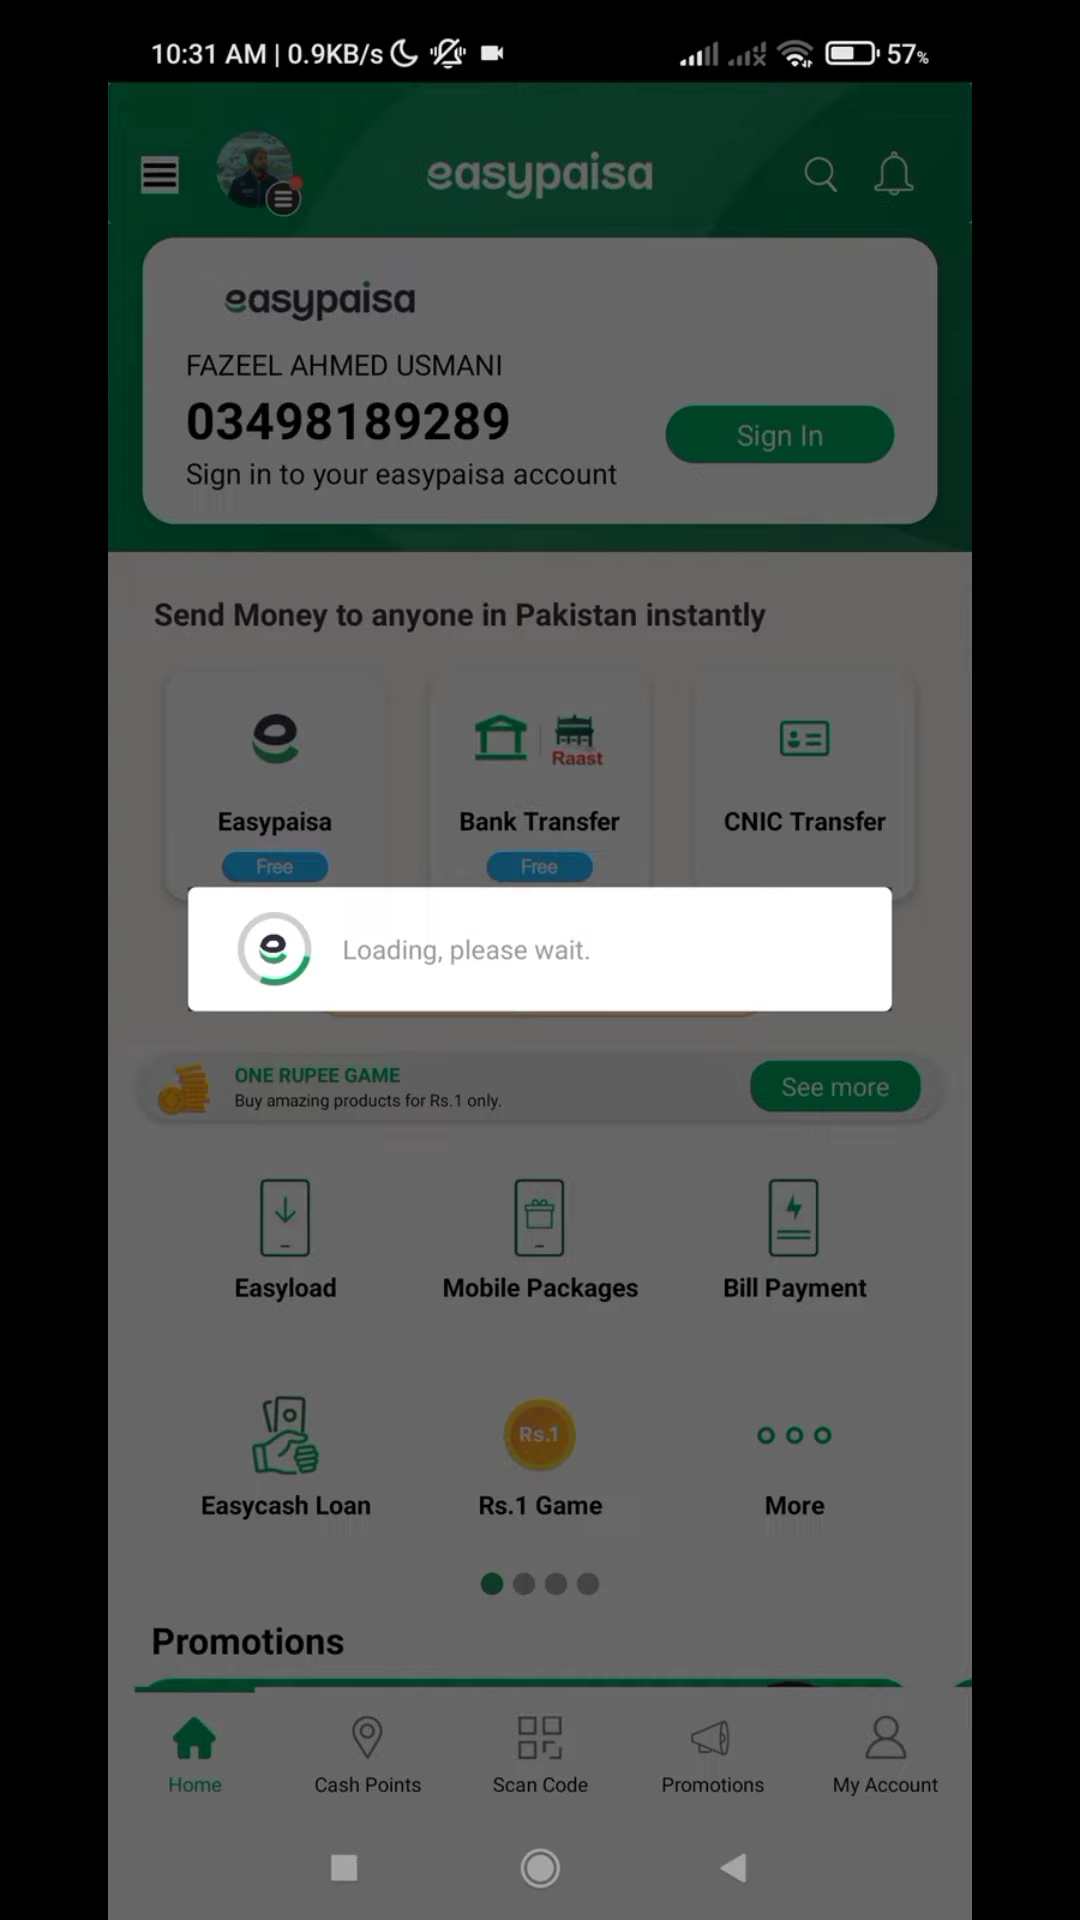 10:31 AM | 0.9KB/s 57%
easypaisa
easypaisa
FAZEEL AHMED USMANI
03498189289
Sign In
Sign in to your easypaisa account
Send Money to anyone in Pakistan instantly
Raast
Easypaisa Bank Transfer CNIC Transfer
Free Free
Loading, please wait.
ONE RUPEE GAME
Buy amazing products for Rs.1 only.
See more
Easyload Mobile Packages Bill Payment
Rs.1
Easycash Loan Rs.1 Game More
Promotions
Home Cash Points Scan Code Promotions My Account